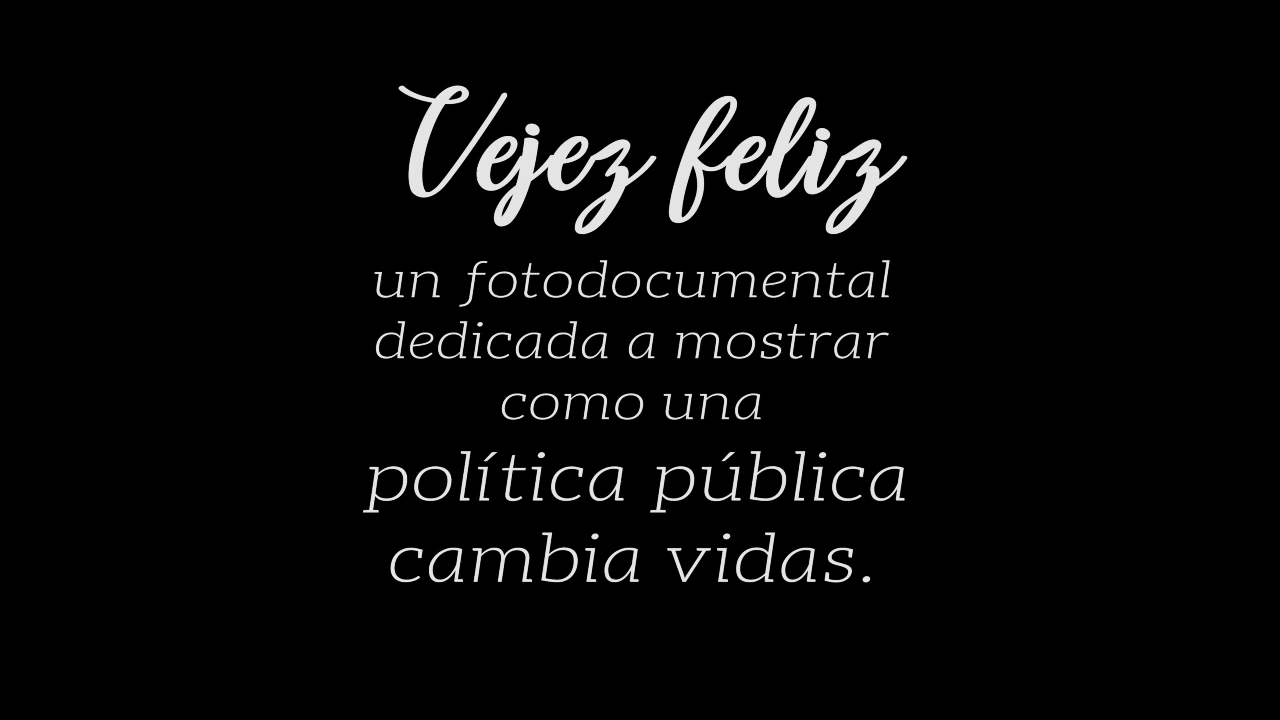 Vejez feliz
un fotodocumental
dedicada a mostrar
como una
política pública
cambia vidas.